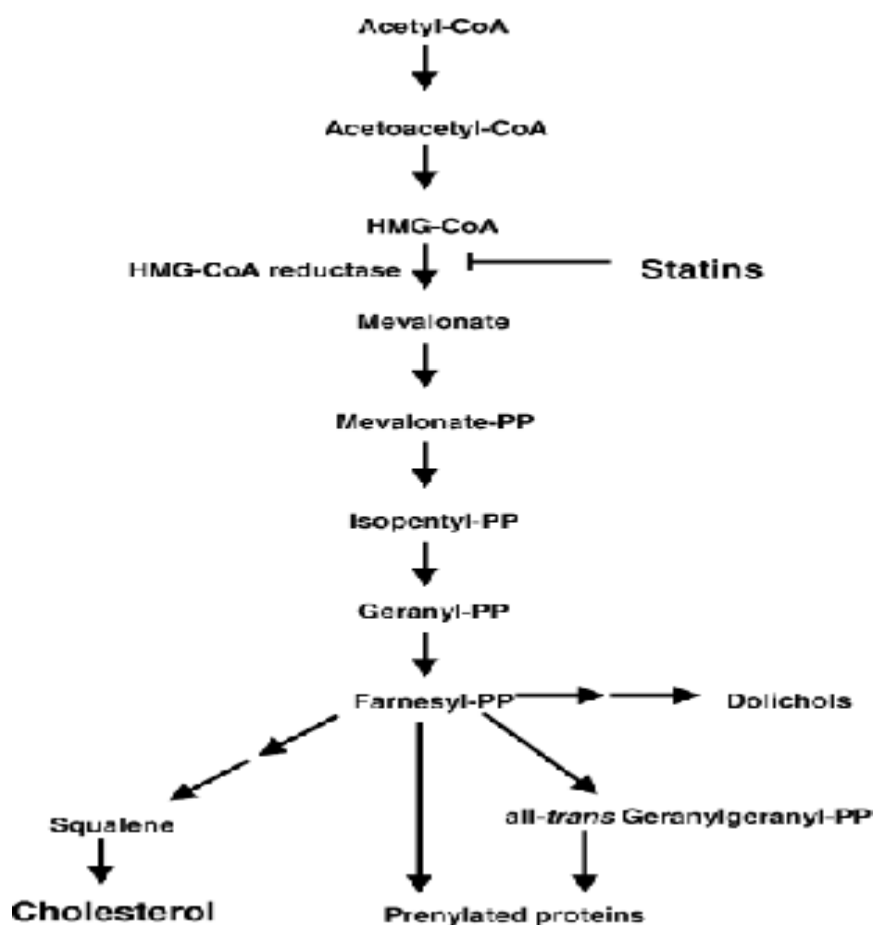 Acetyl-CoA
Acetoacetyl-CoA
HMG-CoA
HMG-CoA reductase
Statins
Mevalonate
Mevalonate-PP
Isopentyl-PP
Geranyl-PP
Farnesyl-PP
Dolichols
Squalene
all-trans Geranylgeranyl-PP
Cholesterol
Prenylated proteins